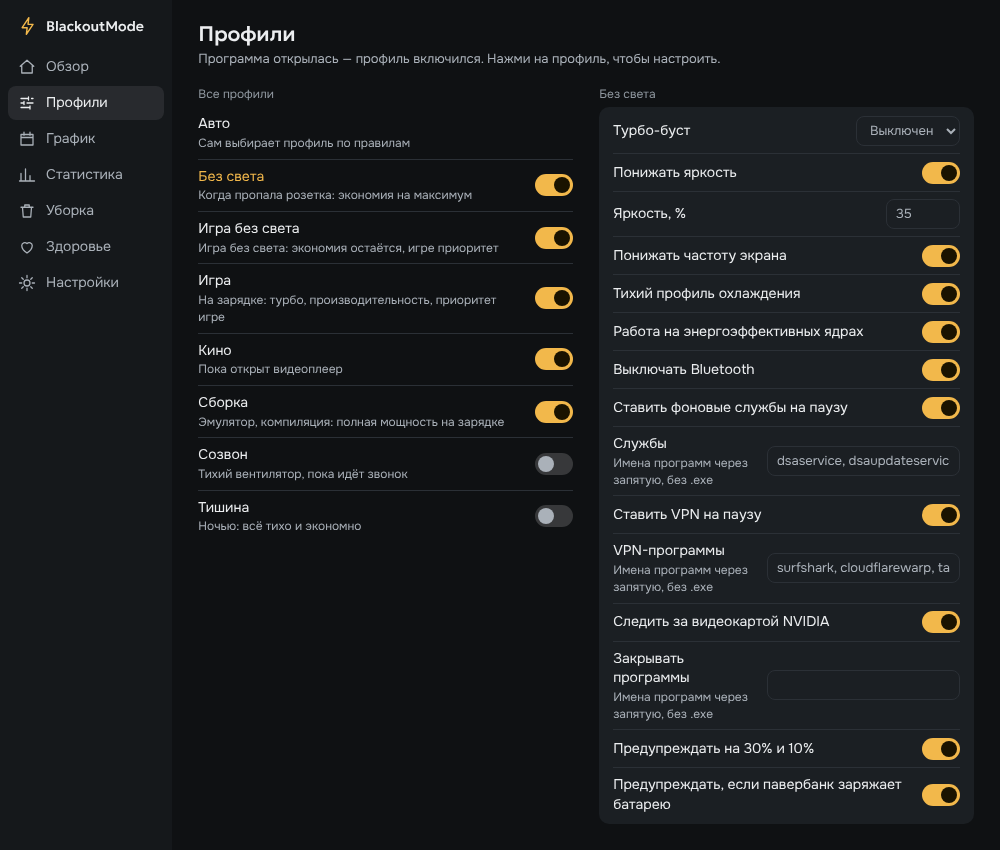 BlackoutMode
Обзор
Профили
График
Статистика
Уборка
Здоровье
Настройки
Профили
Программа открылась — профиль включился. Нажми на профиль, чтобы настроить.
Все профили
Авто
Сам выбирает профиль по правилам
Без света
Когда пропала розетка: экономия на максимум
Игра без света
Игра без света: экономия остаётся, игре приоритет
Игра
На зарядке: турбо, производительность, приоритет
игре
Кино
Пока открыт видеоплеер
Сборка
Эмулятор, компиляция: полная мощность на зарядке
Созвон
Тихий вентилятор, пока идёт звонок
Тишина
Ночью: всё тихо и экономно
Без света
Турбо-буст
Выключен
Понижать яркость
Яркость, %
35
Понижать частоту экрана
Тихий профиль охлаждения
Работа на энергоэффективных ядрах
Выключать Bluetooth
Ставить фоновые службы на паузу
Службы
Имена программ через
запятую, без .exe
dsaservice, dsaupdateservic
Ставить VPN на паузу
VPN-программы
Имена программ через
запятую, без .exe
surfshark, cloudflarewarp, ta
Следить за видеокартой NVIDIA
Закрывать
программы
Имена программ через
запятую, без .exe
Предупреждать на 30% и 10%
Предупреждать, если павербанк заряжает
батарею